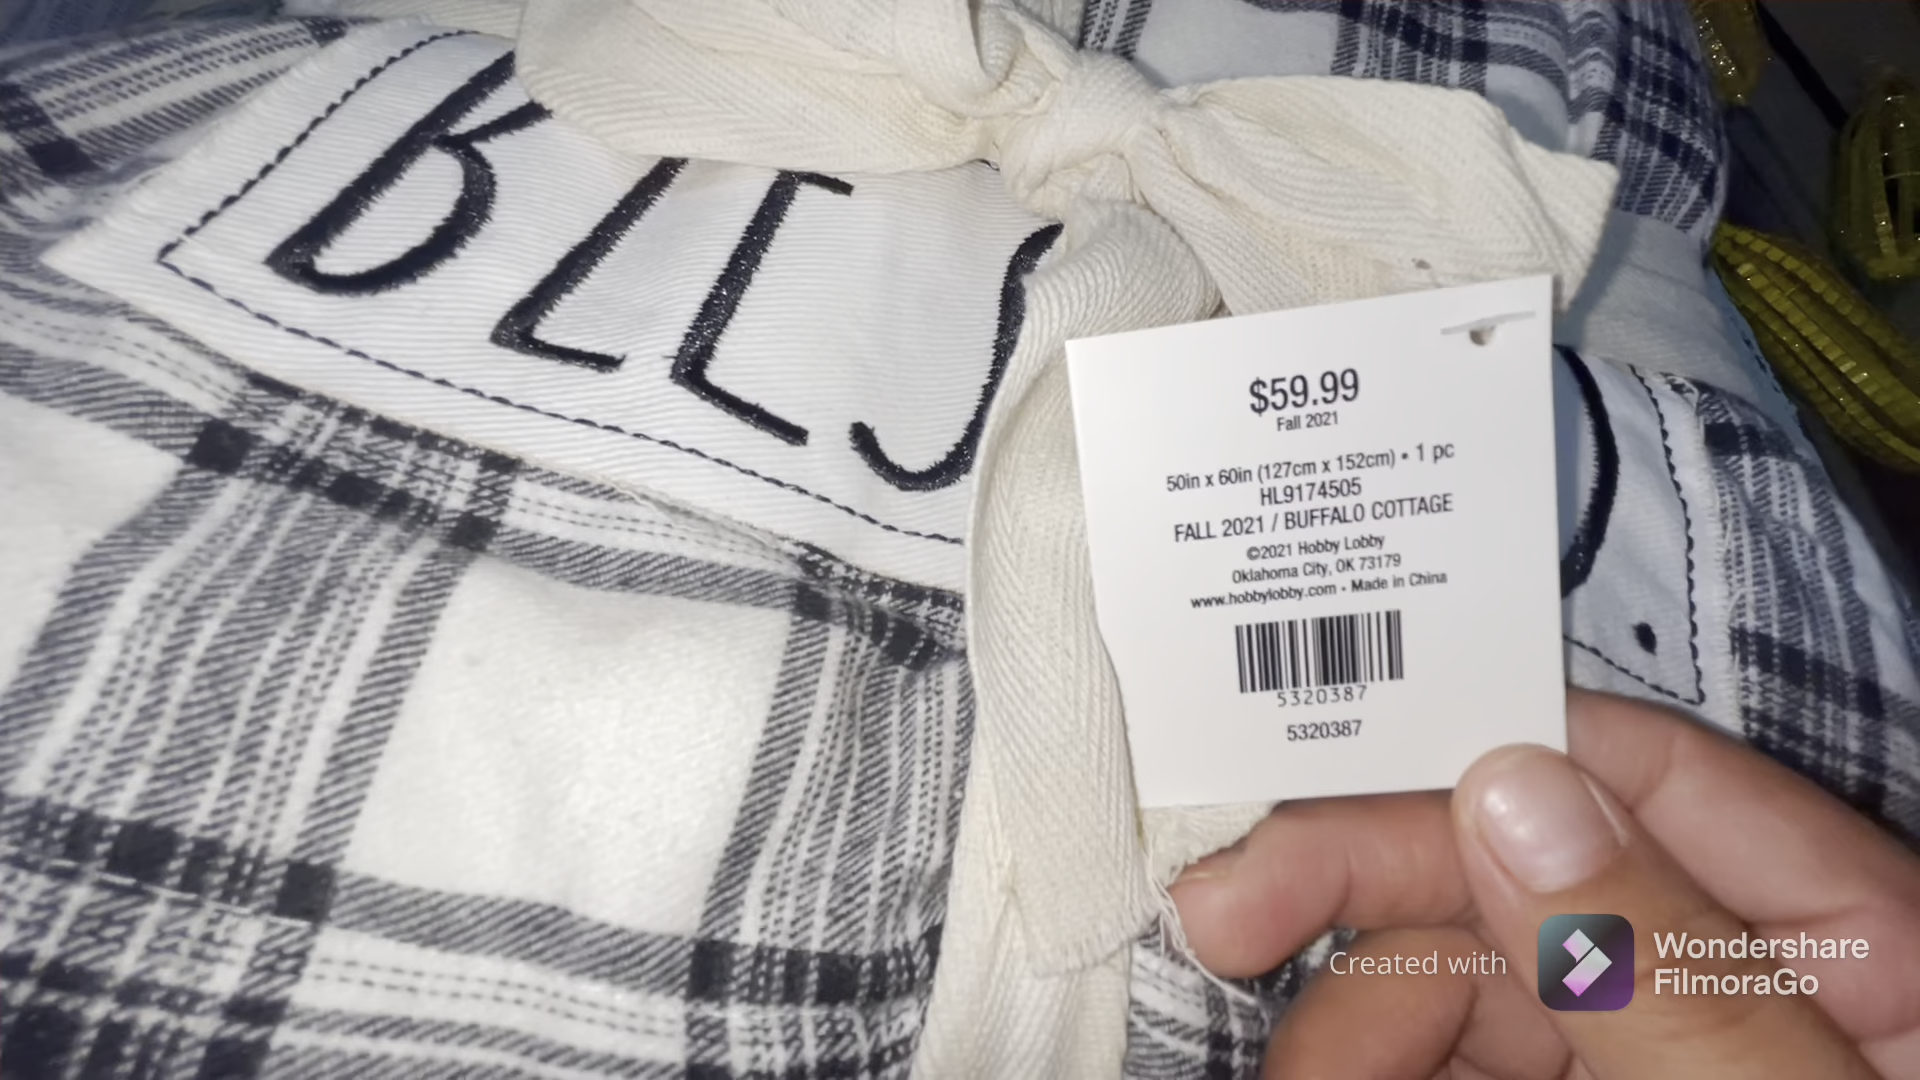 BLES
$59.99
Fall 2021
50in x 60in (127cm x 152cm) • 1 pc
HL9174505
FALL 2021 / BUFFALO COTTAGE
©2021 Hobby Lobby
Oklahoma City, OK 73179
www.hobbylobby.com • Made in China
5320387
5320387
Created with
Wondershare
FilmoraGo